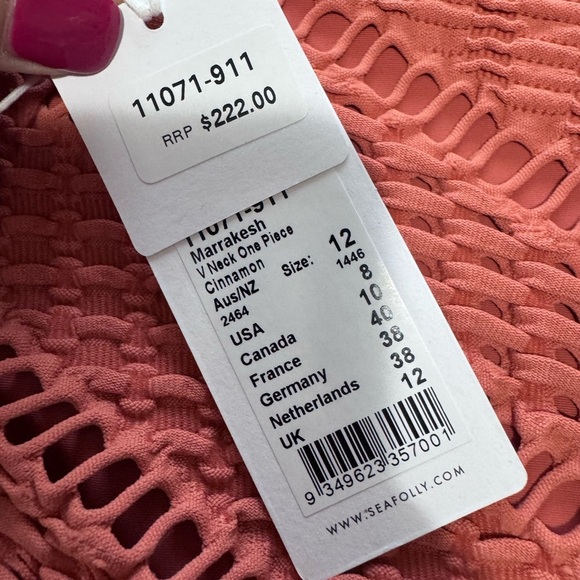 11071-911
RRP $222.00
11071-911
Marrakesh
V Neck One Piece
Cinnamon
Aus/NZ Size: 12
2464 1446
USA 8
Canada 10
France 40
Germany 38
Netherlands 38
UK 12
9 349623 357001
WWW.SEAFOLLY.COM